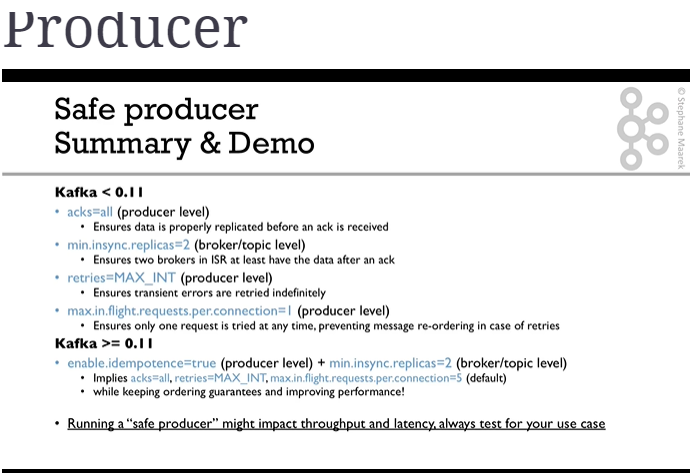 Producer
Safe producer
Summary & Demo
© Stephane Maarek
Kafka < 0.11
• acks=all (producer level)
• Ensures data is properly replicated before an ack is received
• min.insync.replicas=2 (broker/topic level)
• Ensures two brokers in ISR at least have the data after an ack
• retries=MAX_INT (producer level)
• Ensures transient errors are retried indefinitely
• max.in.flight.requests.per.connection=1 (producer level)
• Ensures only one request is tried at any time, preventing message re-ordering in case of retries
Kafka >= 0.11
• enable.idempotence=true (producer level) + min.insync.replicas=2 (broker/topic level)
• Implies acks=all, retries=MAX_INT, max.in.flight.requests.per.connection=5 (default)
• while keeping ordering guarantees and improving performance!
• Running a “safe producer” might impact throughput and latency, always test for your use case